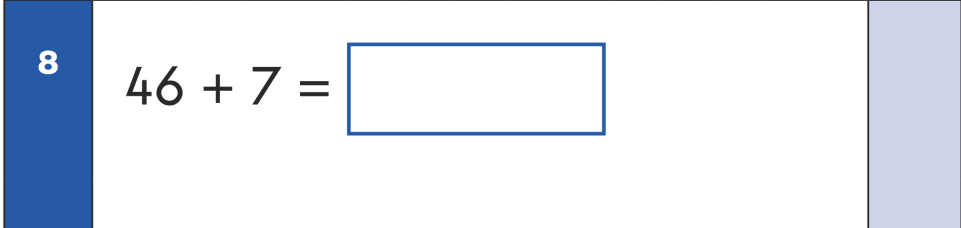 8
46 + 7 =